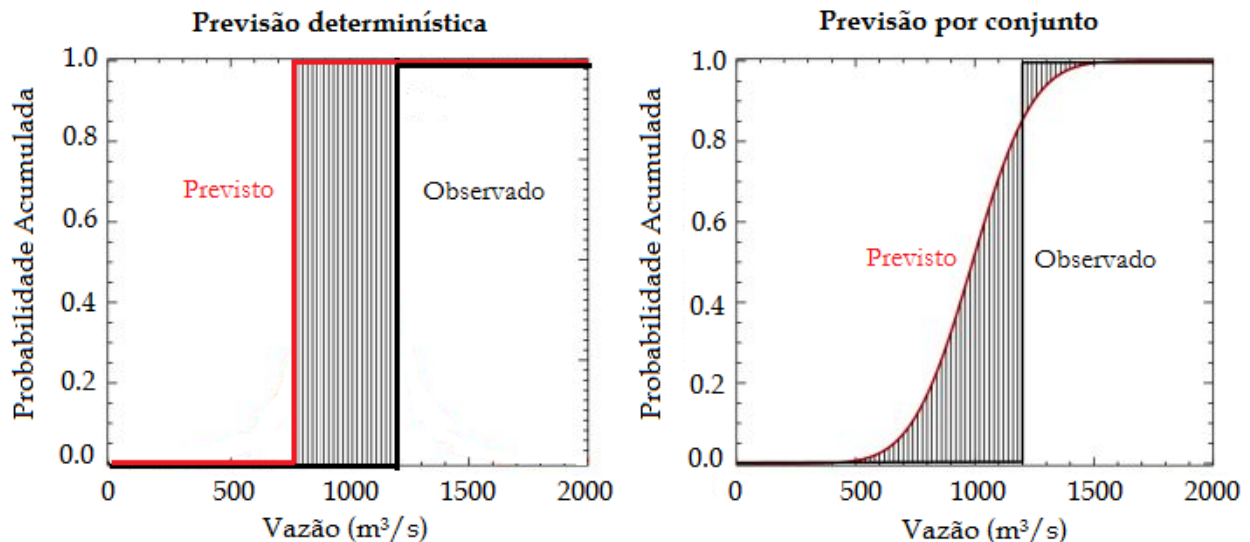 Previsão determinística
Probabilidade Acumulada
1.0
0.8
0.6
0.4
0.2
0.0
Previsto
Observado
0
500
1000
1500
2000
Vazão (m³/s)
Previsão por conjunto
Probabilidade Acumulada
1.0
0.8
0.6
0.4
0.2
0.0
Previsto
Observado
0
500
1000
1500
2000
Vazão (m³/s)